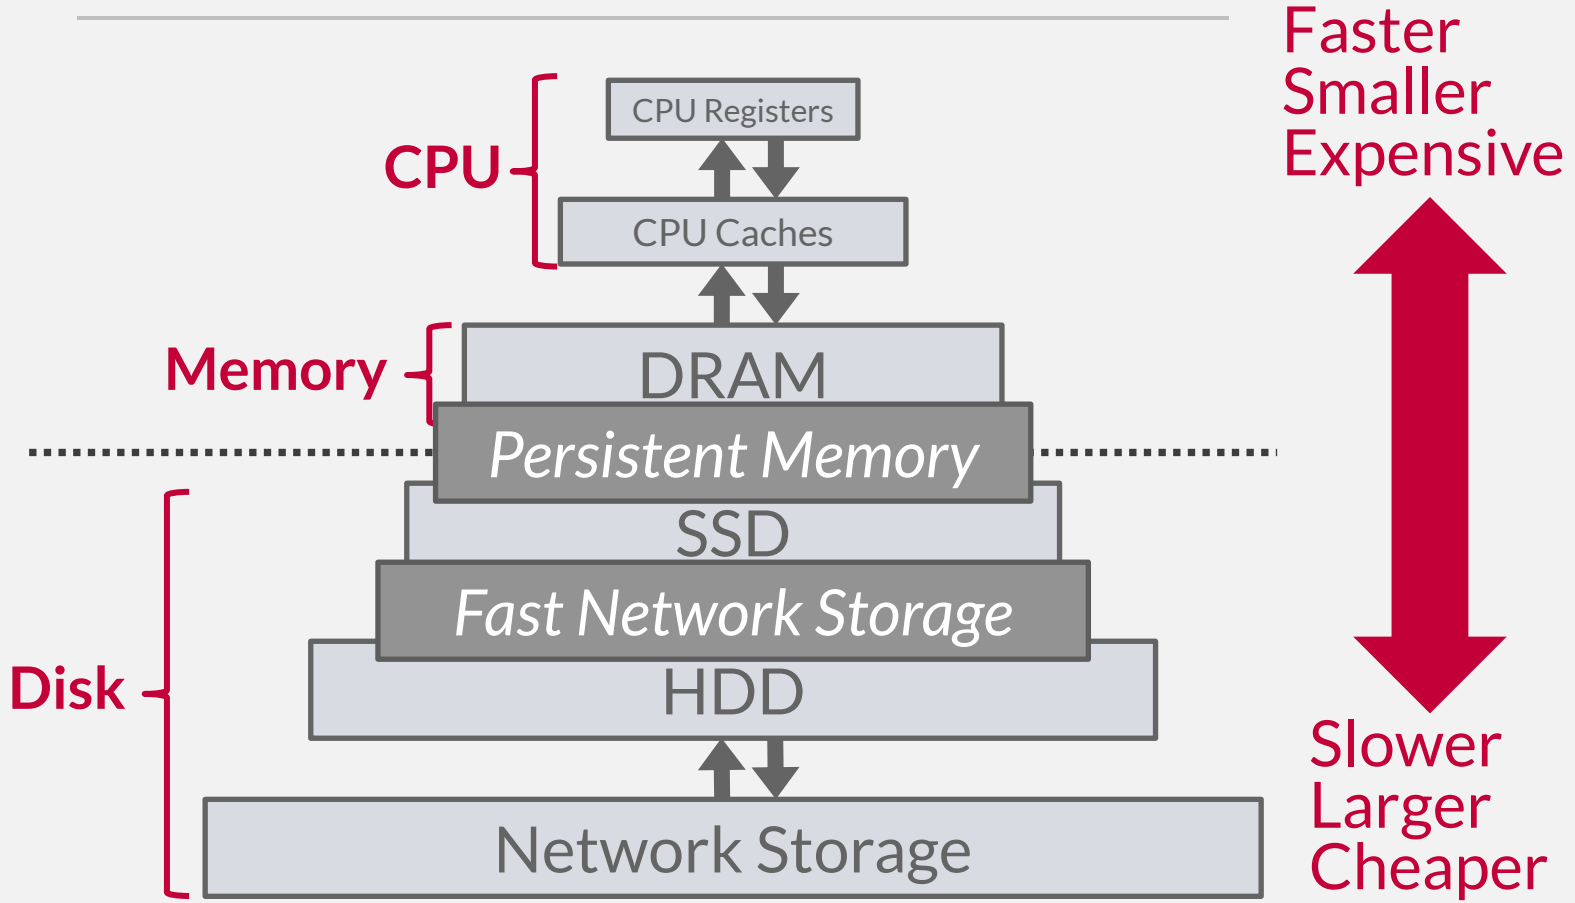 Faster
Smaller
Expensive
CPU Registers
CPU
CPU Caches
Memory
DRAM
Persistent Memory
SSD
Fast Network Storage
Disk
HDD
Slower
Larger
Cheaper
Network Storage